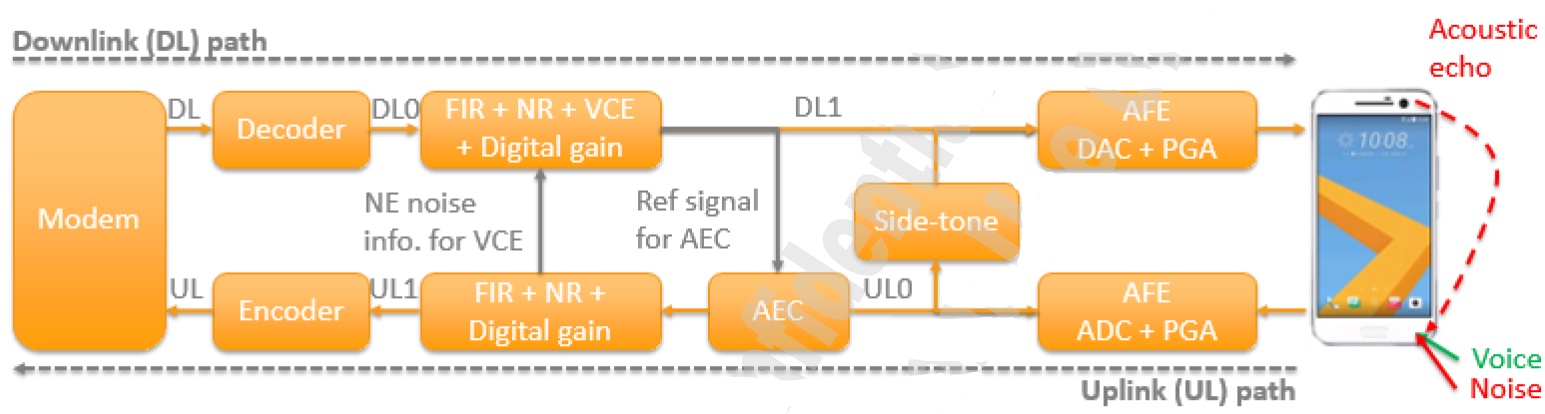 Downlink (DL) path
Acoustic
echo
Modem
DL
Decoder
DL0
FIR + NR + VCE
+ Digital gain
DL1
AFE
DAC + PGA
10:08
NE noise
info. for VCE
Ref signal
for AEC
Side-tone
UL
Encoder
UL1
FIR + NR +
Digital gain
AEC
UL0
AFE
ADC + PGA
Voice
Noise
Uplink (UL) path